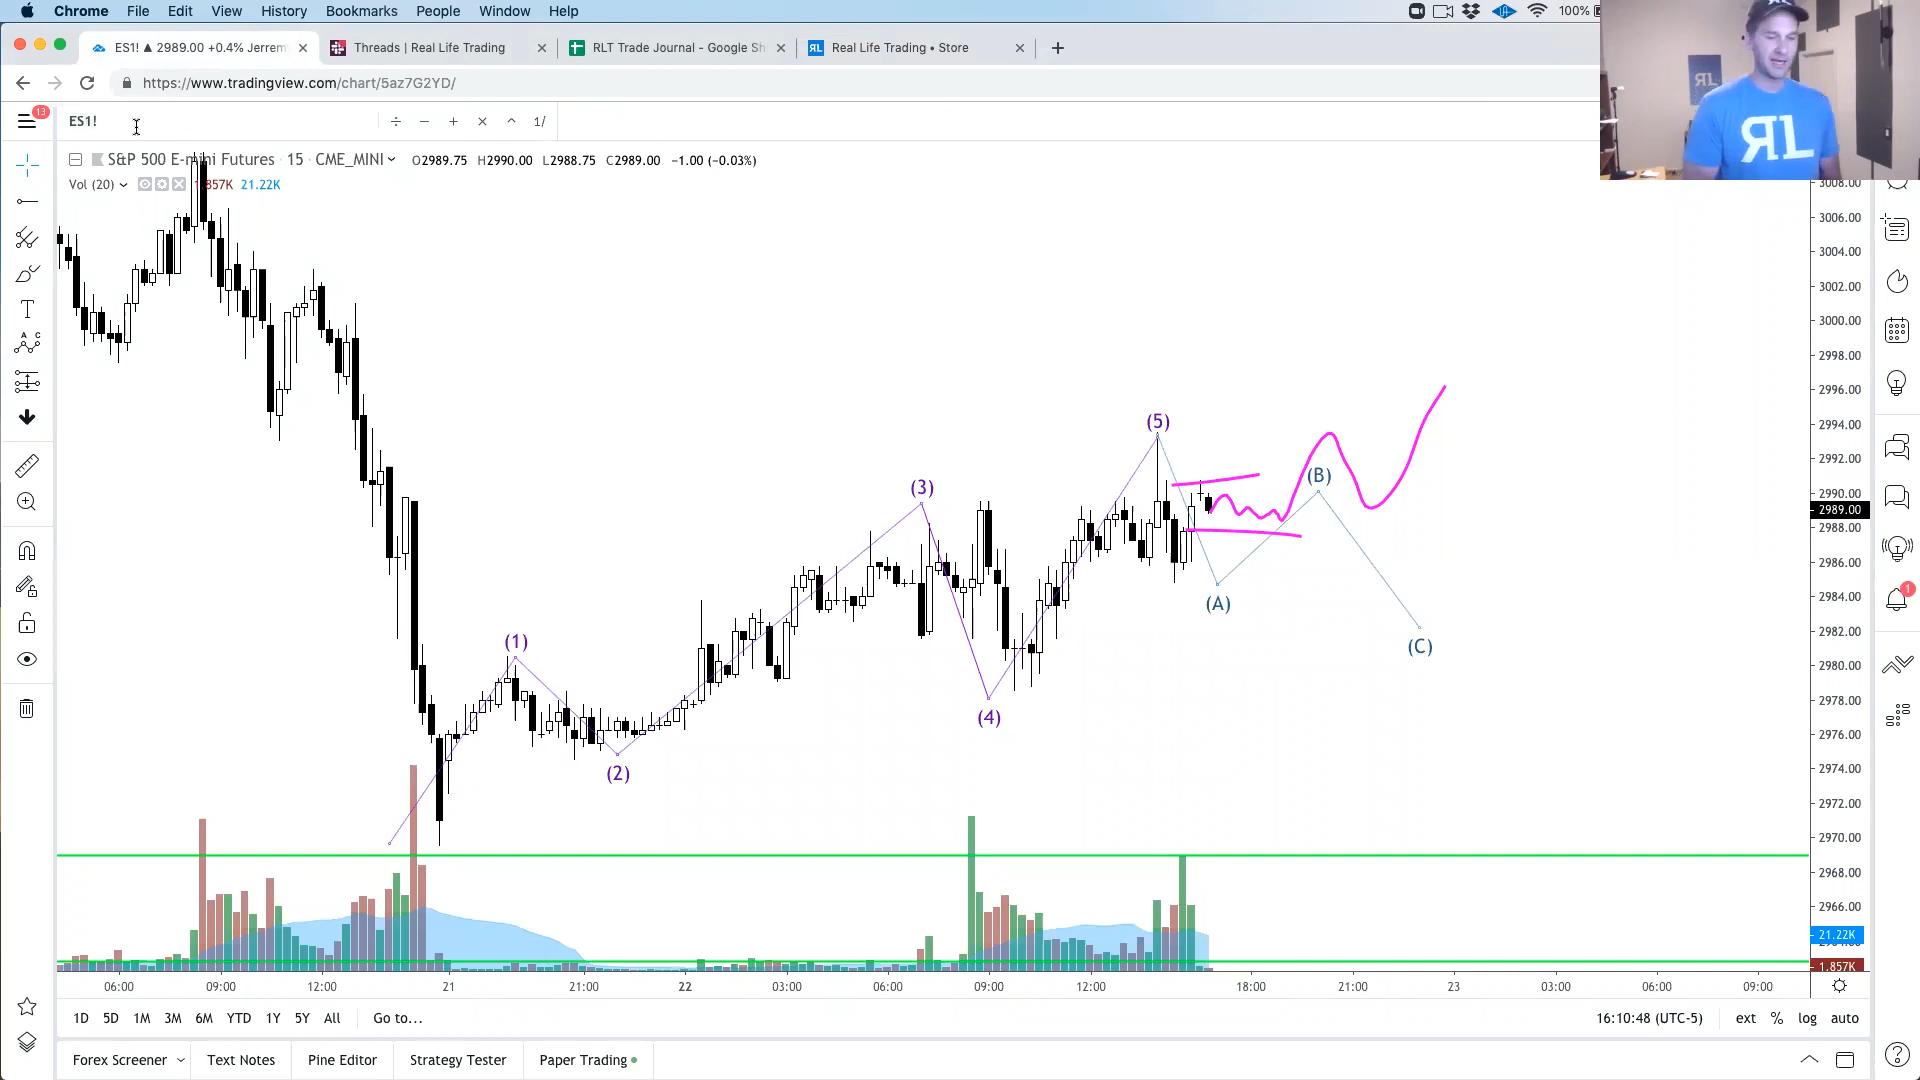 Chrome File Edit View History Bookmarks People Window Help 100%
ES1! ▲ 2989.00 +0.4% Jerrem
Threads | Real Life Trading
RLT Trade Journal - Google Sh
RL Real Life Trading • Store
https://www.tradingview.com/chart/5az7G2YD/
13
ES1! ÷ − + × ^ 1/
S&P 500 E-mini Futures · 15 · CME_MINI O2989.75 H2990.00 L2988.75 C2989.00 −1.00 (−0.03%)
Vol (20) 1.857K 21.22K
RL
3008.00
3006.00
3004.00
3002.00
3000.00
2998.00
2996.00
2994.00
2992.00
2990.00
2989.00
2988.00
2986.00
2984.00
2982.00
2980.00
2978.00
2976.00
2974.00
2972.00
2970.00
2968.00
2966.00
21.22K
1.857K
(5)
(B)
(3)
(A)
(1)
(C)
(4)
(2)
1
06:00 09:00 12:00 21 21:00 22 03:00 06:00 09:00 12:00 18:00 21:00 23 03:00 06:00 09:00
1D 5D 1M 3M 6M YTD 1Y 5Y All Go to... 16:10:48 (UTC-5) ext % log auto
Forex Screener Text Notes Pine Editor Strategy Tester Paper Trading